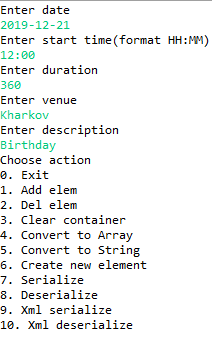 Enter date
2019-12-21
Enter start time(format HH:MM)
12:00
Enter duration
360
Enter venue
Kharkov
Enter description
Birthday
Choose action
0. Exit
1. Add elem
2. Del elem
3. Clear container
4. Convert to Array
5. Convert to String
6. Create new element
7. Serialize
8. Deserialize
9. Xml serialize
10. Xml deserialize